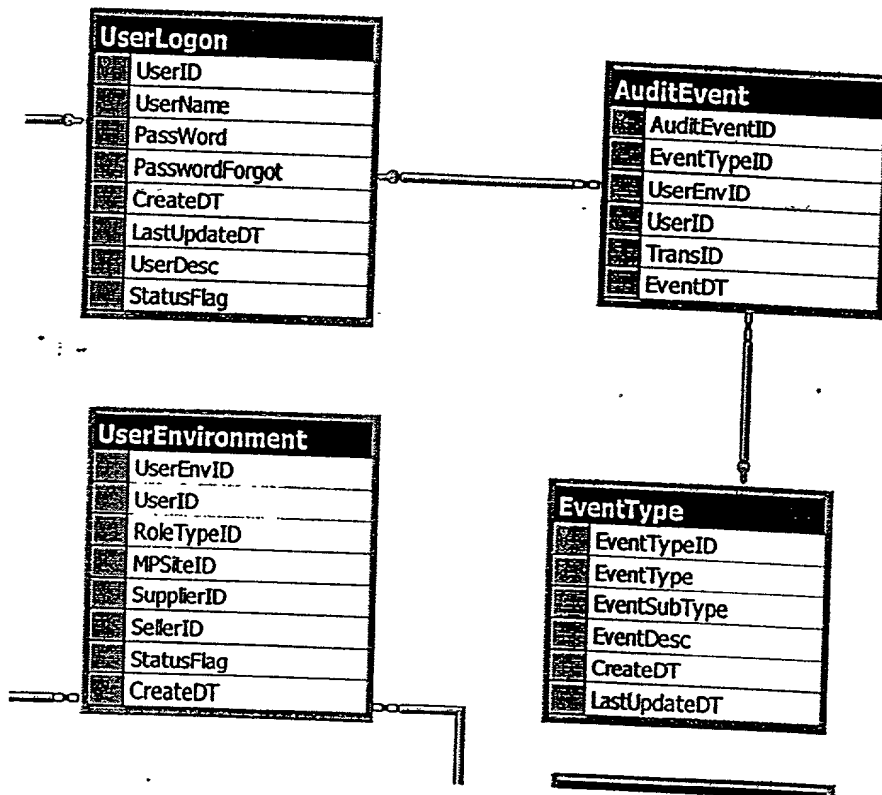 UserLogon
UserID
UserName
PassWord
PasswordForgot
CreateDT
LastUpdateDT
UserDesc
StatusFlag
AuditEvent
AuditEventID
EventTypeID
UserEnvID
UserID
TransID
EventDT
UserEnvironment
UserEnvID
UserID
RoleTypeID
MPSiteID
SupplierID
SellerID
StatusFlag
CreateDT
EventType
EventTypeID
EventType
EventSubType
EventDesc
CreateDT
LastUpdateDT